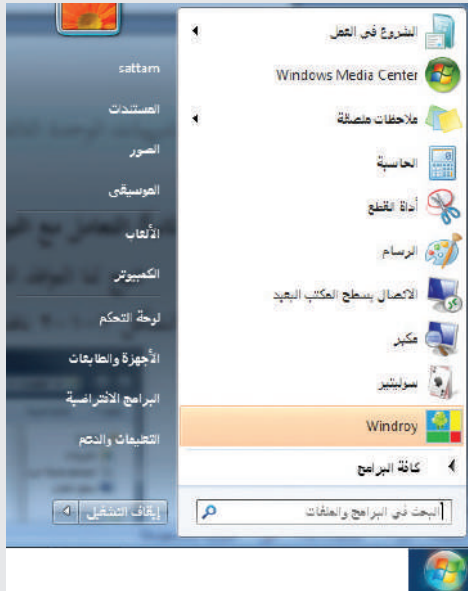 الشروع في العمل
Windows Media Center
ملاحظات ملصقة
الحاسبة
أداة القطع
الرسام
الاتصال بسطح المكتب البعيد
مكبر
سوليتير
Windroy
كافة البرامج
البحث في البرامج والملفات
sattam
المستندات
الصور
الموسيقى
الألعاب
الكمبيوتر
لوحة التحكم
الأجهزة والطابعات
البرامج الافتراضية
التعليمات والدعم
إيقاف التشغيل